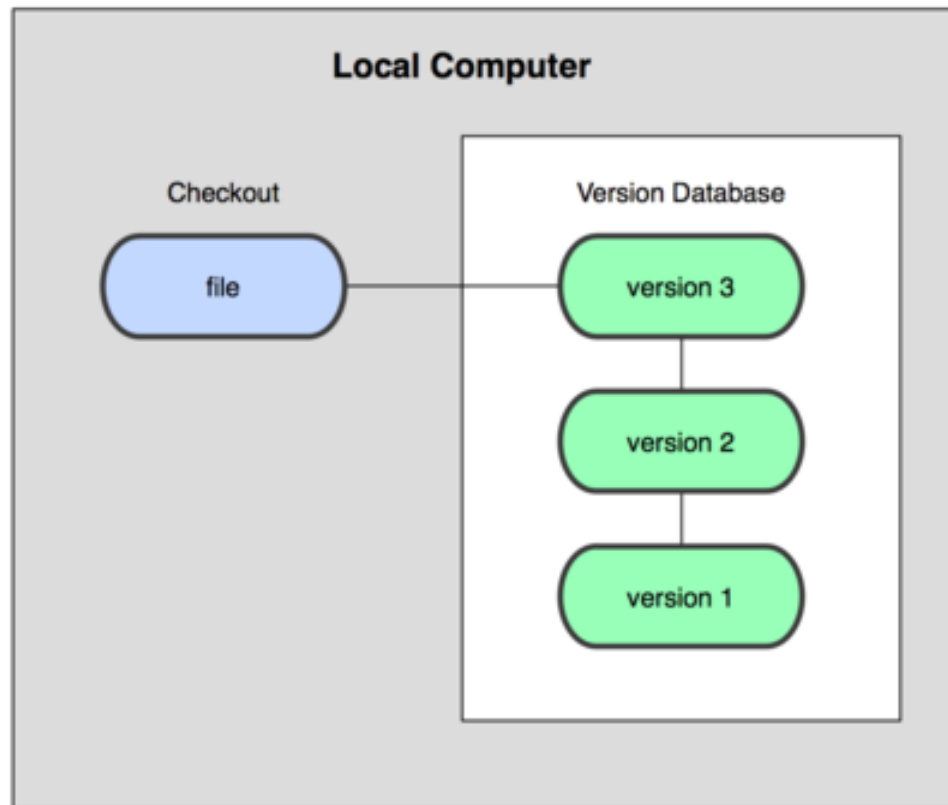 Local Computer
Checkout
Version Database
file
version 3
version 2
version 1